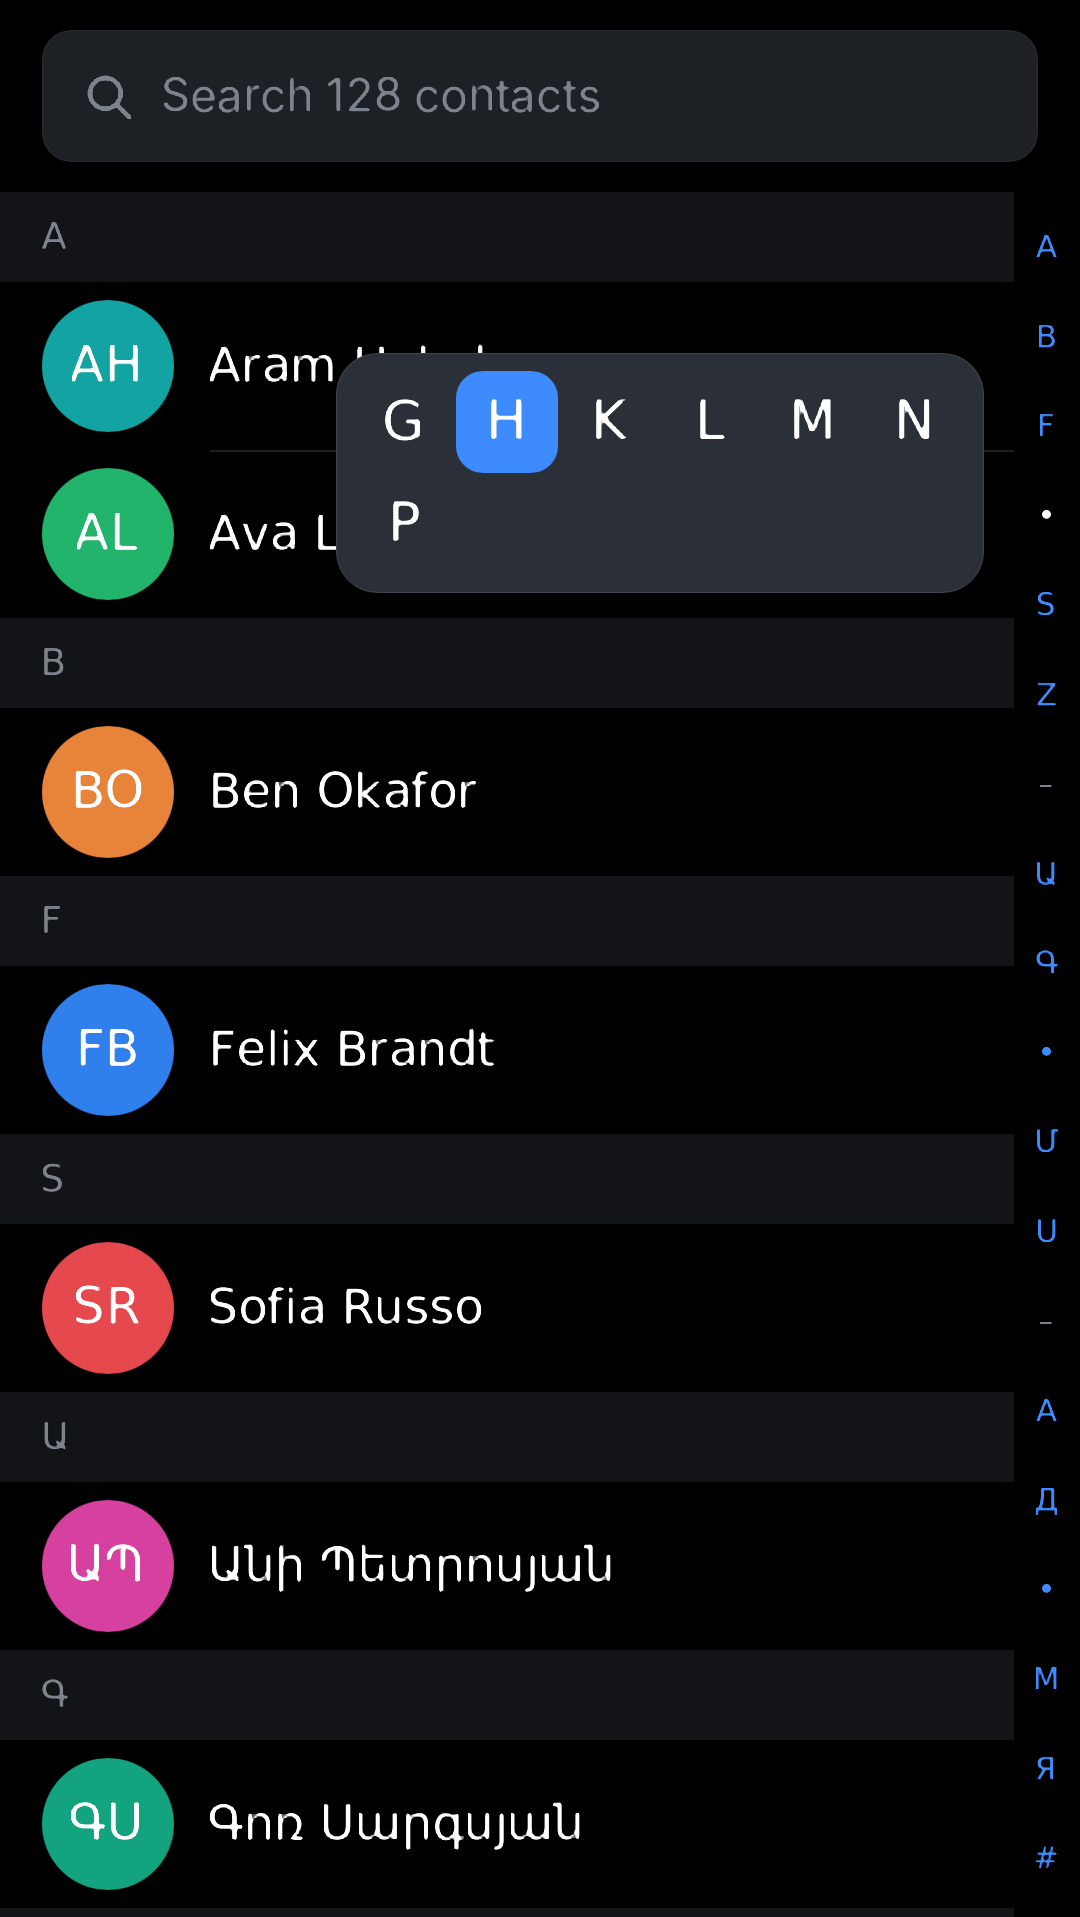 Search 128 contacts
A
AH
Aram
G H K L M N
P
AL
Ava L
B
BO
Ben Okafor
F
FB
Felix Brandt
S
SR
Sofia Russo
Ա
ԱՊ
Անի Պետրոսյան
Գ
ԳՍ
Գոռ Սարգսյան
A
B
F
•
S
Z
–
Ա
Գ
•
Մ
Ս
–
А
Д
•
М
Я
#